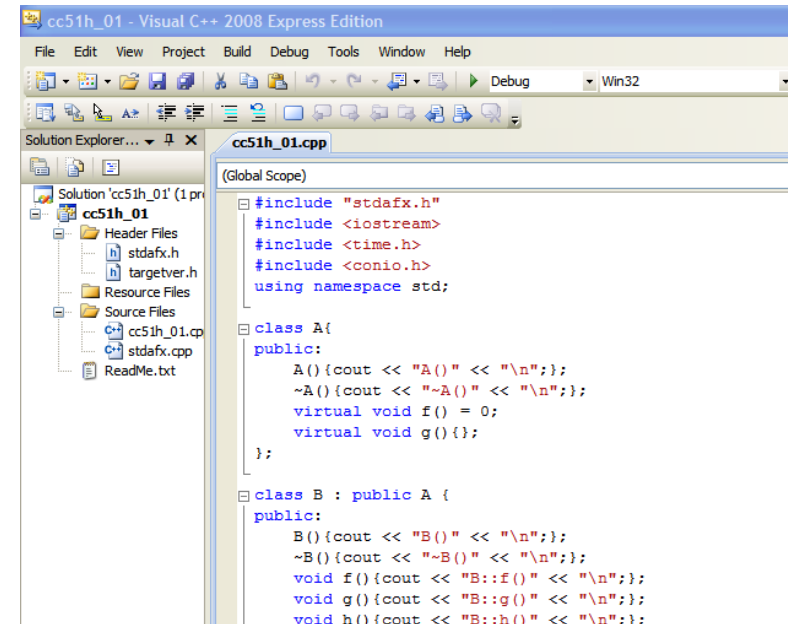 cc51h_01 - Visual C++ 2008 Express Edition
File Edit View Project Build Debug Tools Window Help
Debug Win32
Solution Explorer...
cc51h_01.cpp
(Global Scope)
Solution 'cc51h_01' (1 pr
cc51h_01
Header Files
stdafx.h
targetver.h
Resource Files
Source Files
cc51h_01.cp
stdafx.cpp
ReadMe.txt
#include "stdafx.h"
#include <iostream>
#include <time.h>
#include <conio.h>
using namespace std;
class A{
public:
A(){cout << "A()" << "\n";};
~A(){cout << "~A()" << "\n";};
virtual void f() = 0;
virtual void g(){};
};
class B : public A {
public:
B(){cout << "B()" << "\n";};
~B(){cout << "~B()" << "\n";};
void f(){cout << "B::f()" << "\n";};
void g(){cout << "B::g()" << "\n";};
void h(){cout << "B::h()" << "\n";};